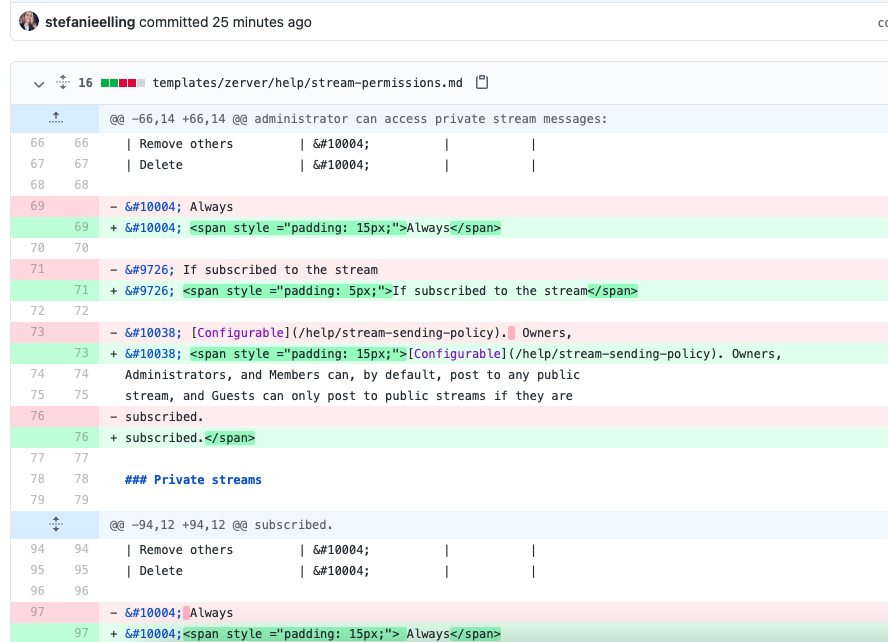 stefanieelling committed 25 minutes ago
16 templates/zerver/help/stream-permissions.md
@@ -66,14 +66,14 @@ administrator can access private stream messages:
66 66 | Remove others | &#10004; | |
67 67 | Delete | &#10004; | |
68 68
69 - &#10004; Always
69 + &#10004; <span style ="padding: 15px;">Always</span>
70 70
71 - &#9726; If subscribed to the stream
71 + &#9726; <span style ="padding: 5px;">If subscribed to the stream</span>
72 72
73 - &#10038; [Configurable](/help/stream-sending-policy).  Owners,
73 + &#10038; <span style ="padding: 15px;">[Configurable](/help/stream-sending-policy). Owners,
74 74 Administrators, and Members can, by default, post to any public
75 75 stream, and Guests can only post to public streams if they are
76 - subscribed.
76 + subscribed.</span>
77 77
78 78 ### Private streams
79 79
@@ -94,12 +94,12 @@ subscribed.
94 94 | Remove others | &#10004; | |
95 95 | Delete | &#10004; | |
96 96
97 - &#10004; Always
97 + &#10004;<span style ="padding: 15px;"> Always</span>